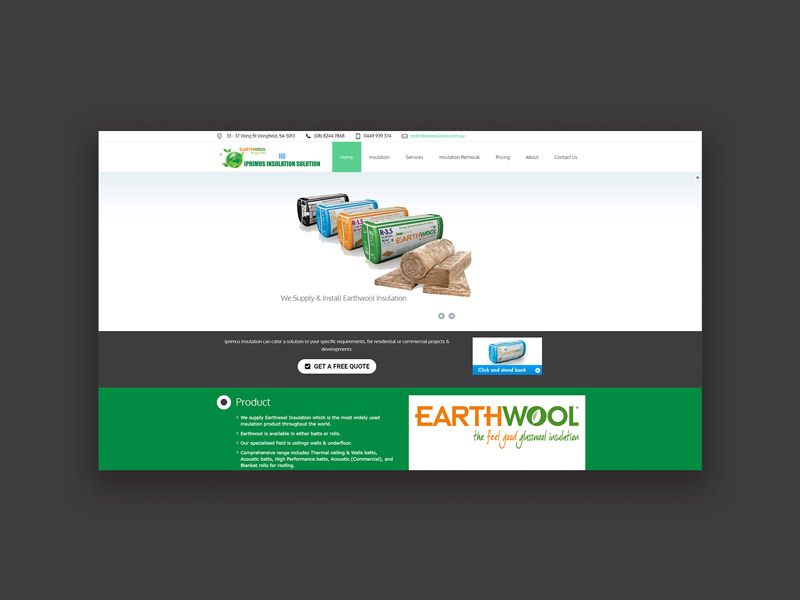 33 - 37 Wing St Wingfield, SA 5013 (08) 8244 7868 0449 939 374
EARTHWOOL
IIS
IPRIMUS INSULATION SOLUTION
Home Insulation Services Insulation Removal Pricing About Contact Us
R-3.5
EARTHWOOL
We Supply & Install Earthwool Insulation
Iprimus Insulation can cater a solution to your specific requirements, for residential or commercial projects &
developments
GET A FREE QUOTE
Click and stand back
Product
We supply Earthwool Insulation which is the most widely used
insulation product throughout the world.
Earthwool is available in either batts or rolls.
Our specialised field is ceilings walls & underfloor.
Comprehensive range includes Thermal ceiling & Walls batts,
Acoustic batts, High Performance batts, Acoustic (Commercial), and
Blanket rolls for roofing.
EARTHWOOL®
the feel good glasswool insulation